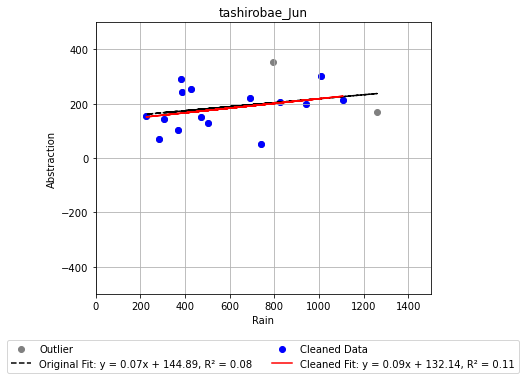 tashirobae_Jun
400
200
0
−200
−400
Abstraction
0 200 400 600 800 1000 1200 1400
Rain
Outlier Cleaned Data
Original Fit: y = 0.07x + 144.89, R² = 0.08 Cleaned Fit: y = 0.09x + 132.14, R² = 0.11